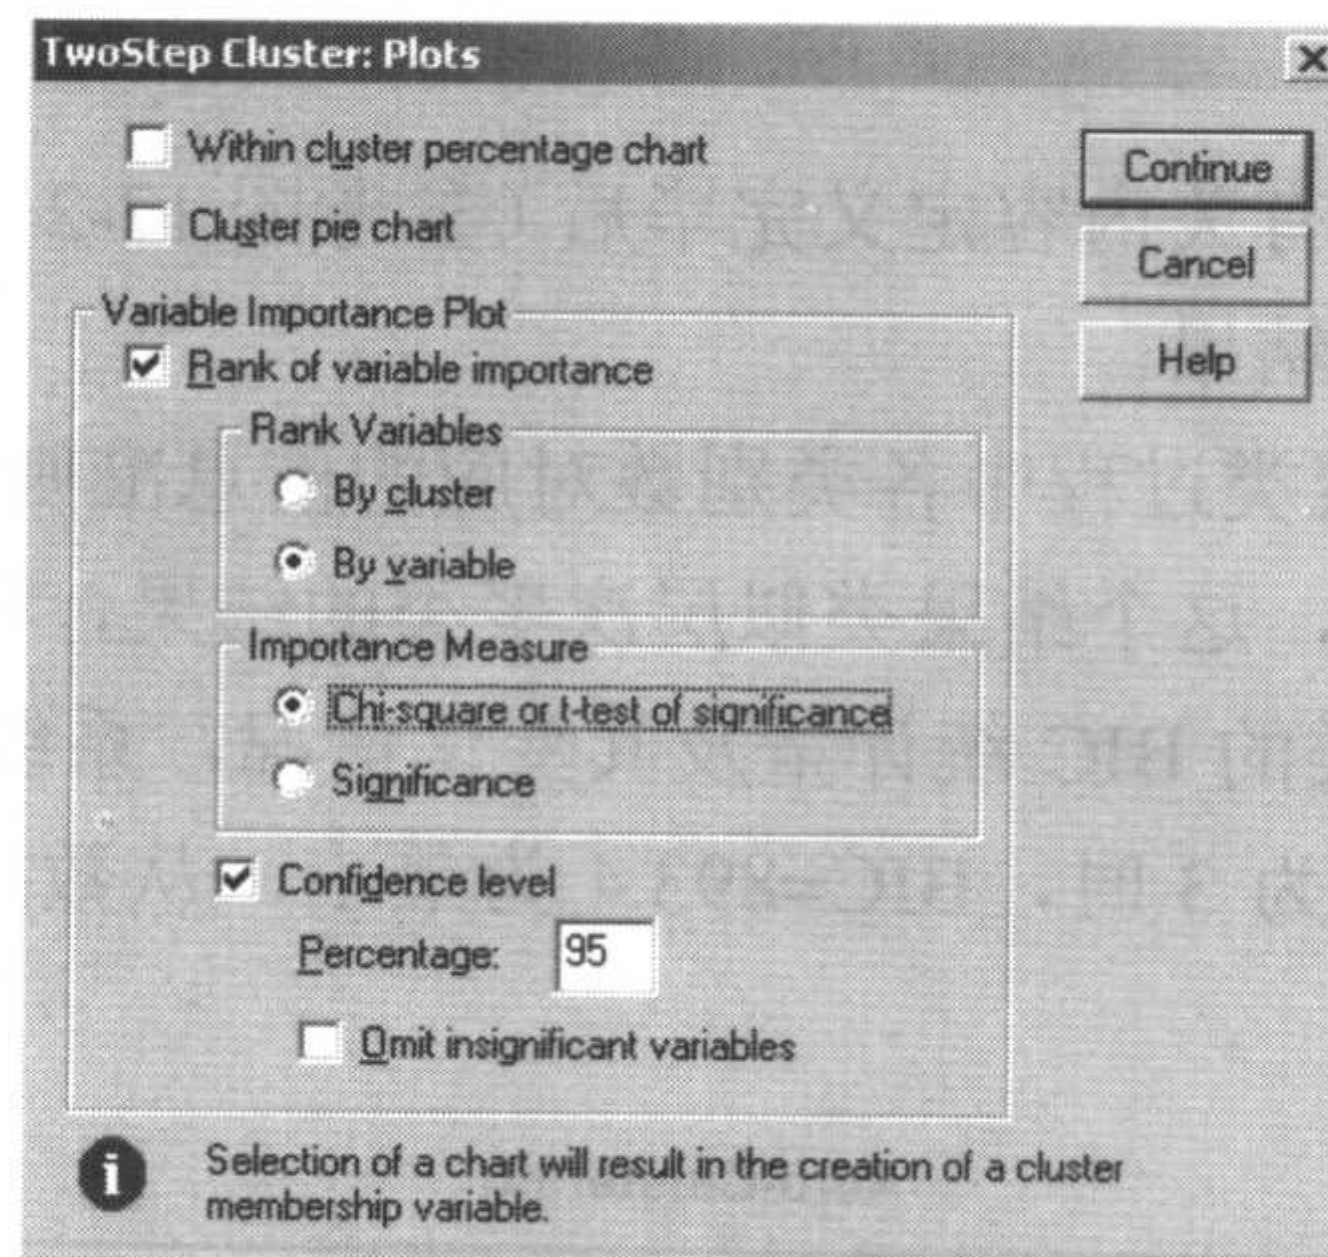 TwoStep Cluster: Plots
Within cluster percentage chart
Cluster pie chart
Variable Importance Plot
Rank of variable importance
Rank Variables
By cluster
By variable
Importance Measure
Chi-square or t-test of significance
Significance
Confidence level
Percentage: 95
Omit insignificant variables
Selection of a chart will result in the creation of a cluster
membership variable.
Continue
Cancel
Help